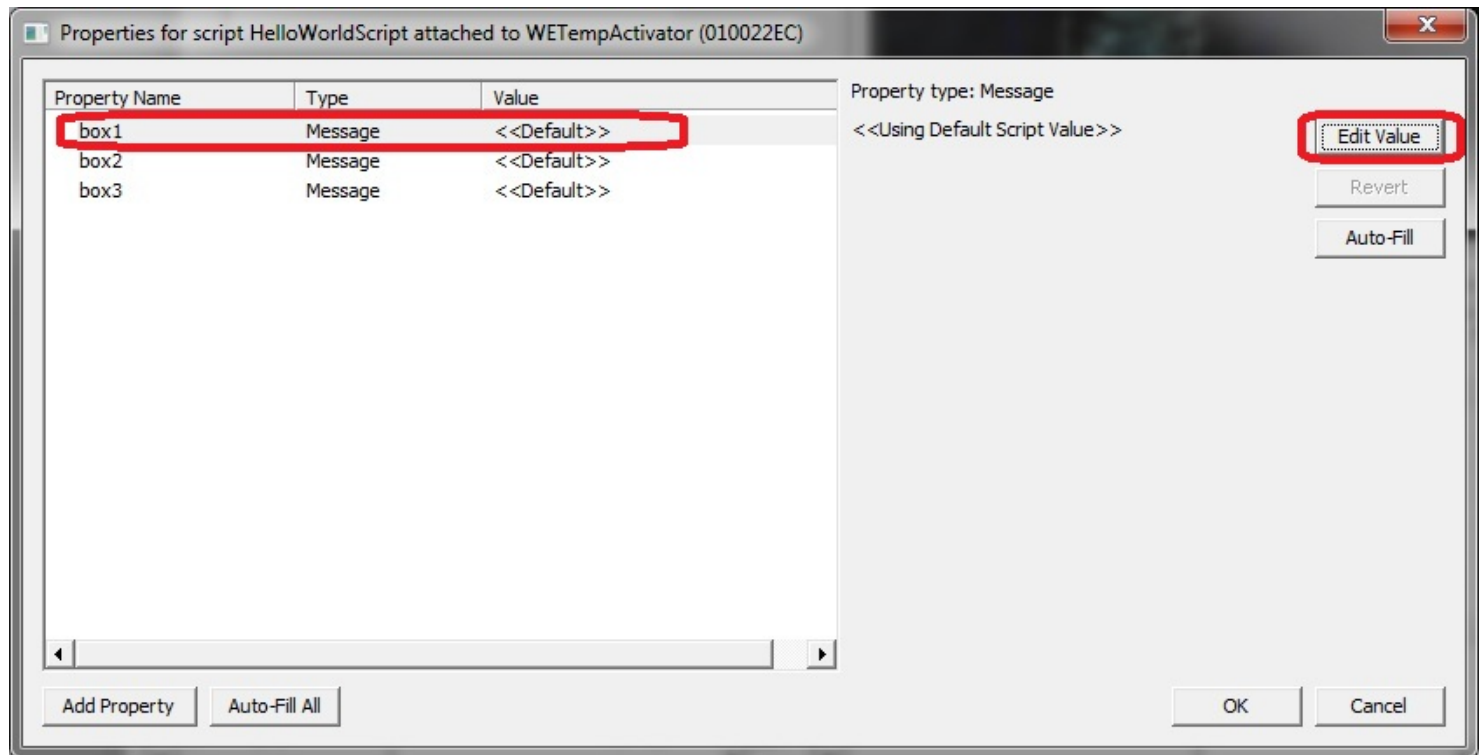 Properties for script HelloWorldScript attached to WETempActivator (010022EC)
Property Name Type Value
box1 Message <<Default>>
box2 Message <<Default>>
box3 Message <<Default>>
Property type: Message
<<Using Default Script Value>>
Edit Value
Revert
Auto-Fill
Add Property Auto-Fill All
OK Cancel